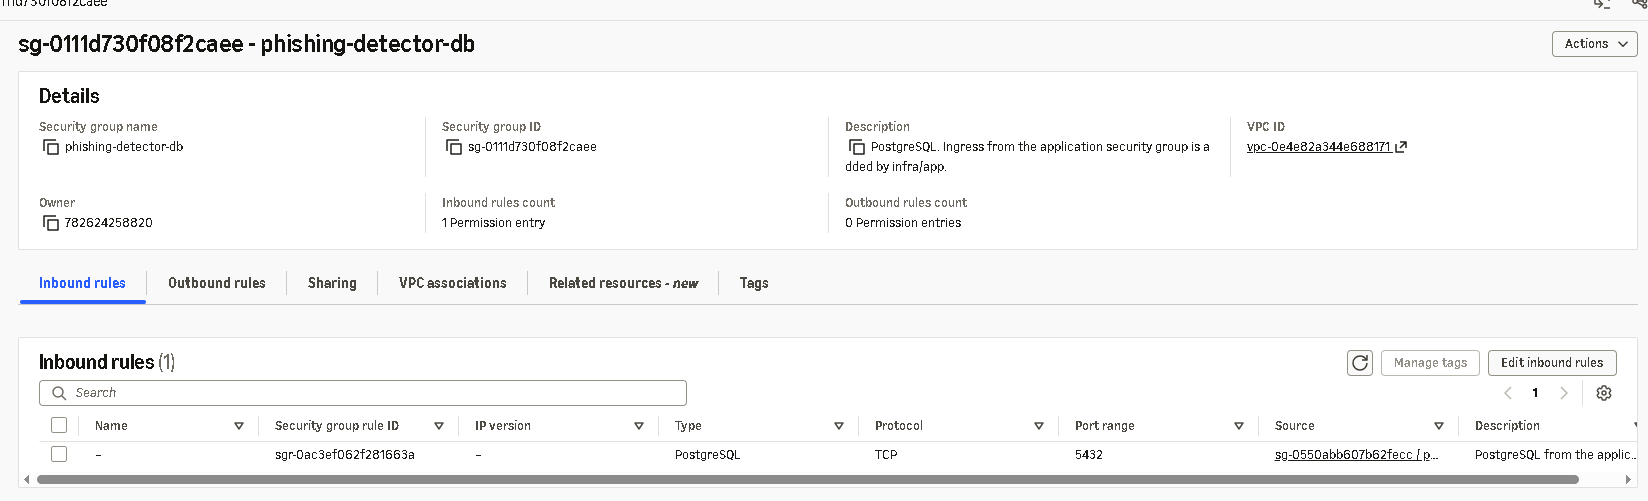 11d730f08f2caee
sg-0111d730f08f2caee - phishing-detector-db
Actions
Details
Security group name
phishing-detector-db
Security group ID
sg-0111d730f08f2caee
Description
PostgreSQL. Ingress from the application security group is a
dded by infra/app.
VPC ID
vpc-0e4e82a344e688171
Owner
782624258820
Inbound rules count
1 Permission entry
Outbound rules count
0 Permission entries
Inbound rules Outbound rules Sharing VPC associations Related resources - new Tags
Inbound rules (1)
Manage tags Edit inbound rules
Search
1
Name Security group rule ID IP version Type Protocol Port range Source Description
– sgr-0ac3ef062f281663a – PostgreSQL TCP 5432 sg-0550abb607b62fecc / p... PostgreSQL from the applic...